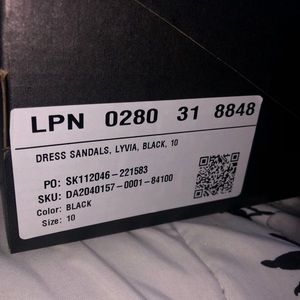 LPN 0280 31 8848
DRESS SANDALS, LYVIA, BLACK, 10
PO: SK112046-221583
SKU: DA2040157-0001-84100
Color: BLACK
Size: 10